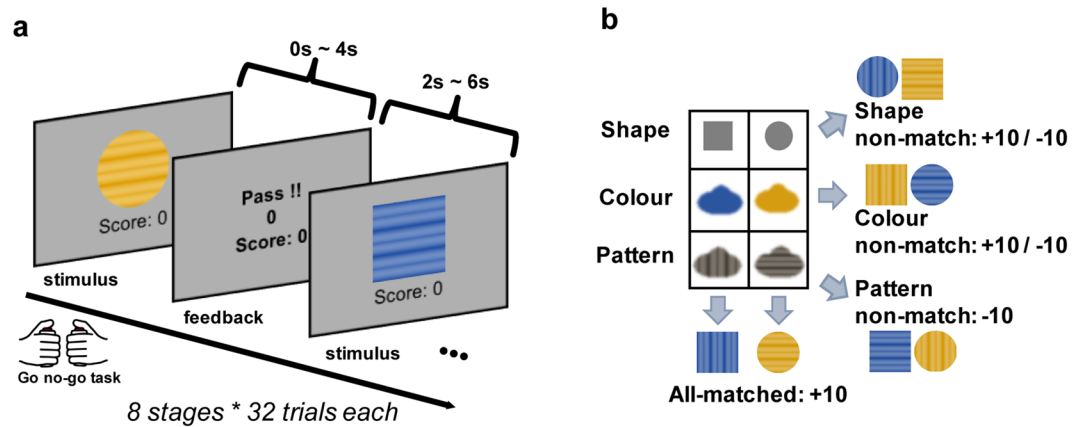 a
0s ~ 4s
2s ~ 6s
Score: 0
stimulus
Pass !!
0
Score: 0
feedback
Score: 0
stimulus
•••
Go no-go task
8 stages * 32 trials each
b
Shape
Colour
Pattern
Shape
non-match: +10 / -10
Colour
non-match: +10 / -10
Pattern
non-match: -10
All-matched: +10